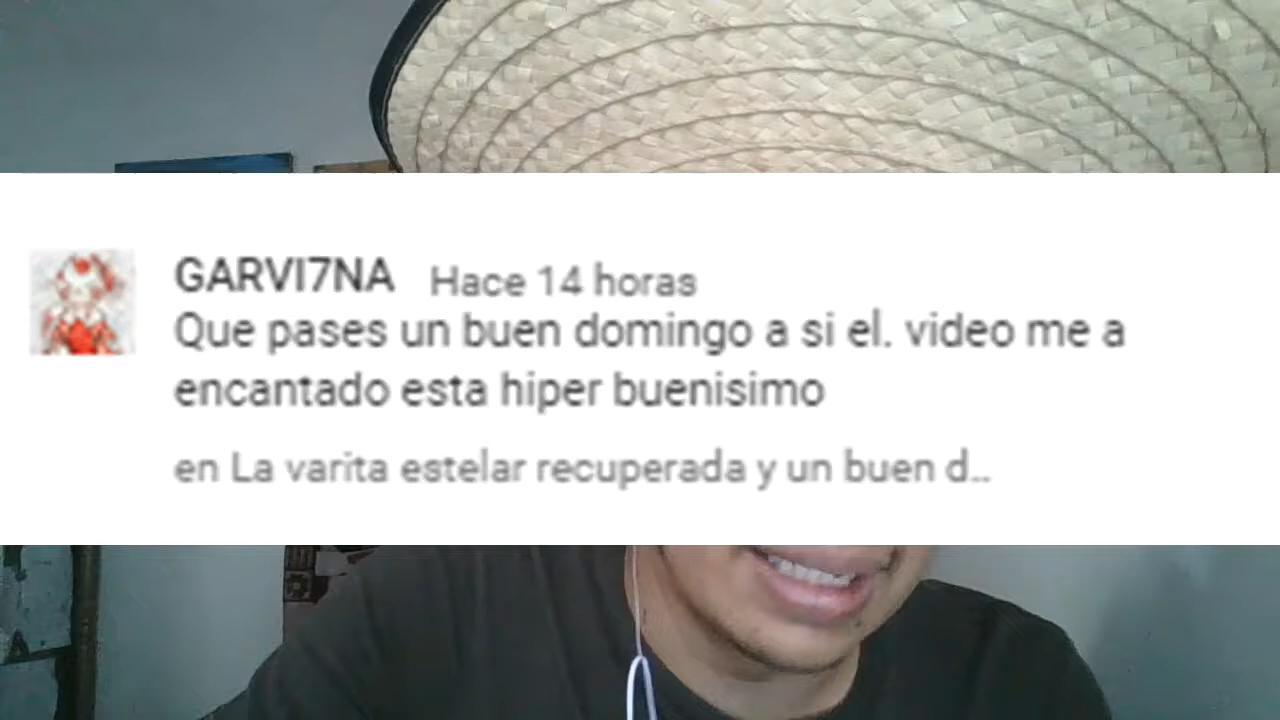 GARVI7NA Hace 14 horas
Que pases un buen domingo a si el. video me a
encantado esta hiper buenisimo
en La varita estelar recuperada y un buen d..